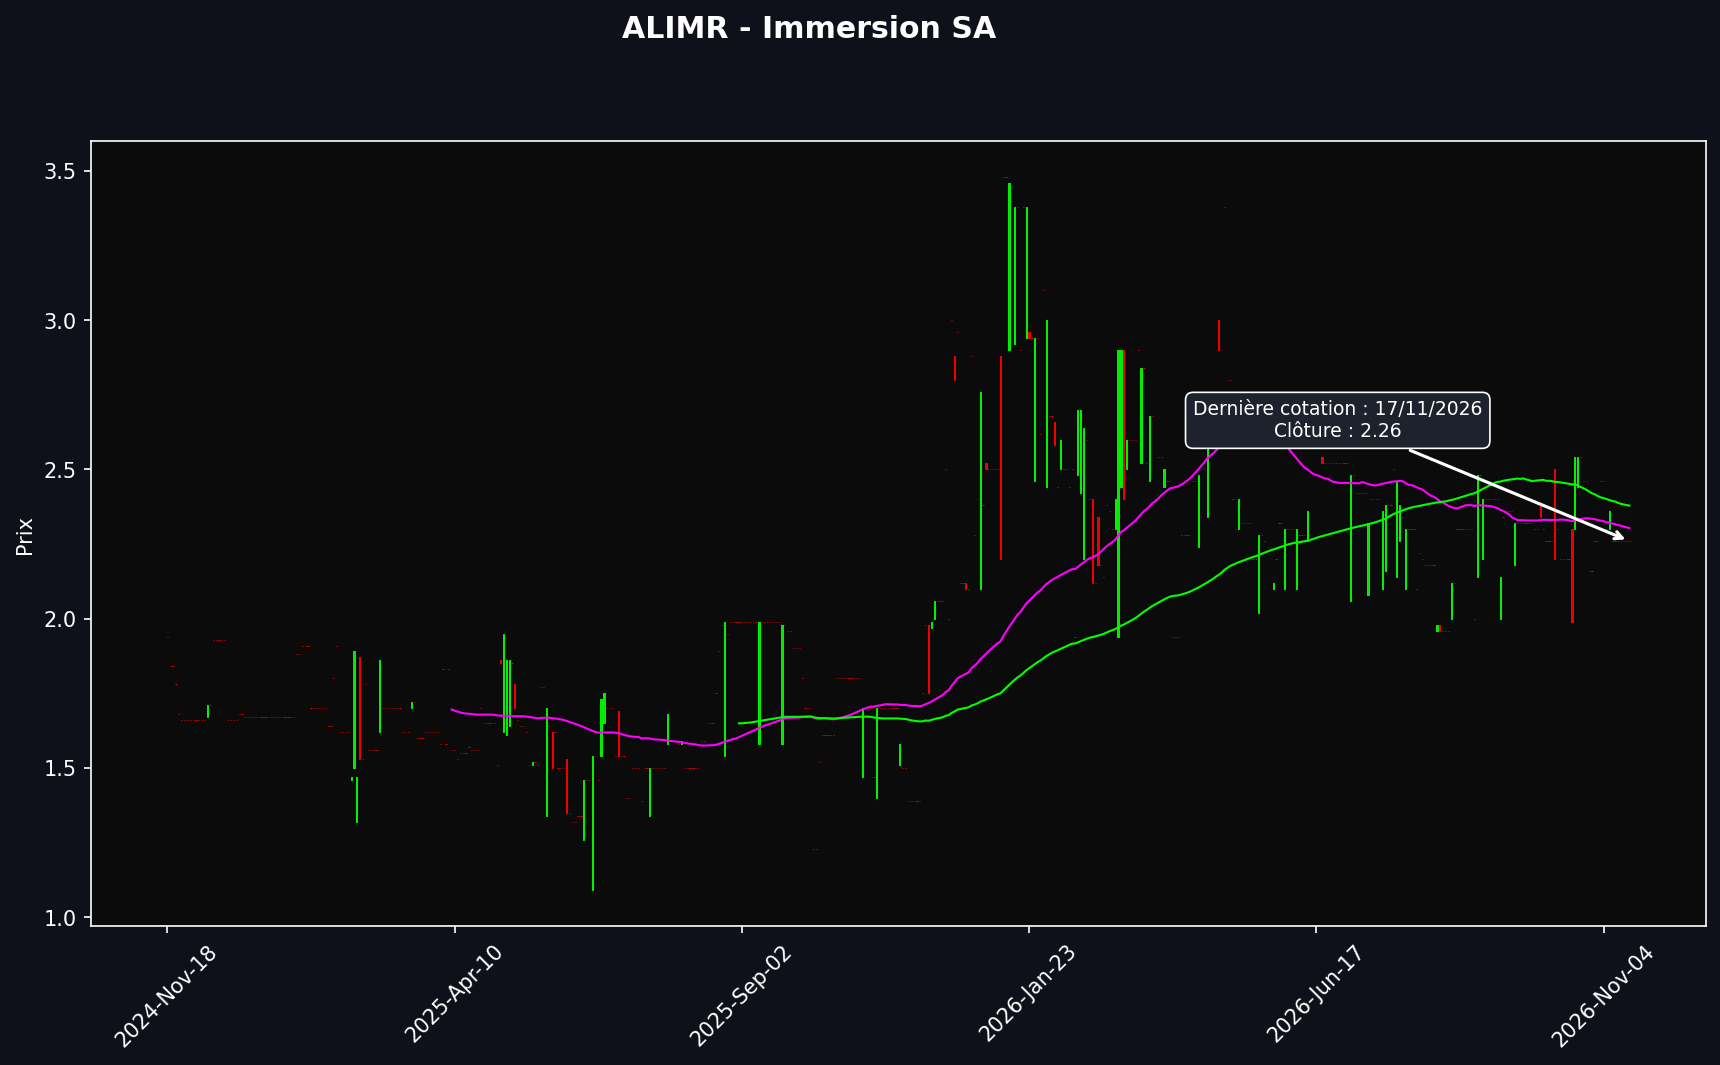 ALIMR - Immersion SA
3.5
3.0
2.5
2.0
1.5
1.0
Prix
Dernière cotation : 17/11/2026
Clôture : 2.26
2024-Nov-18
2025-Apr-10
2025-Sep-02
2026-Jan-23
2026-Jun-17
2026-Nov-04